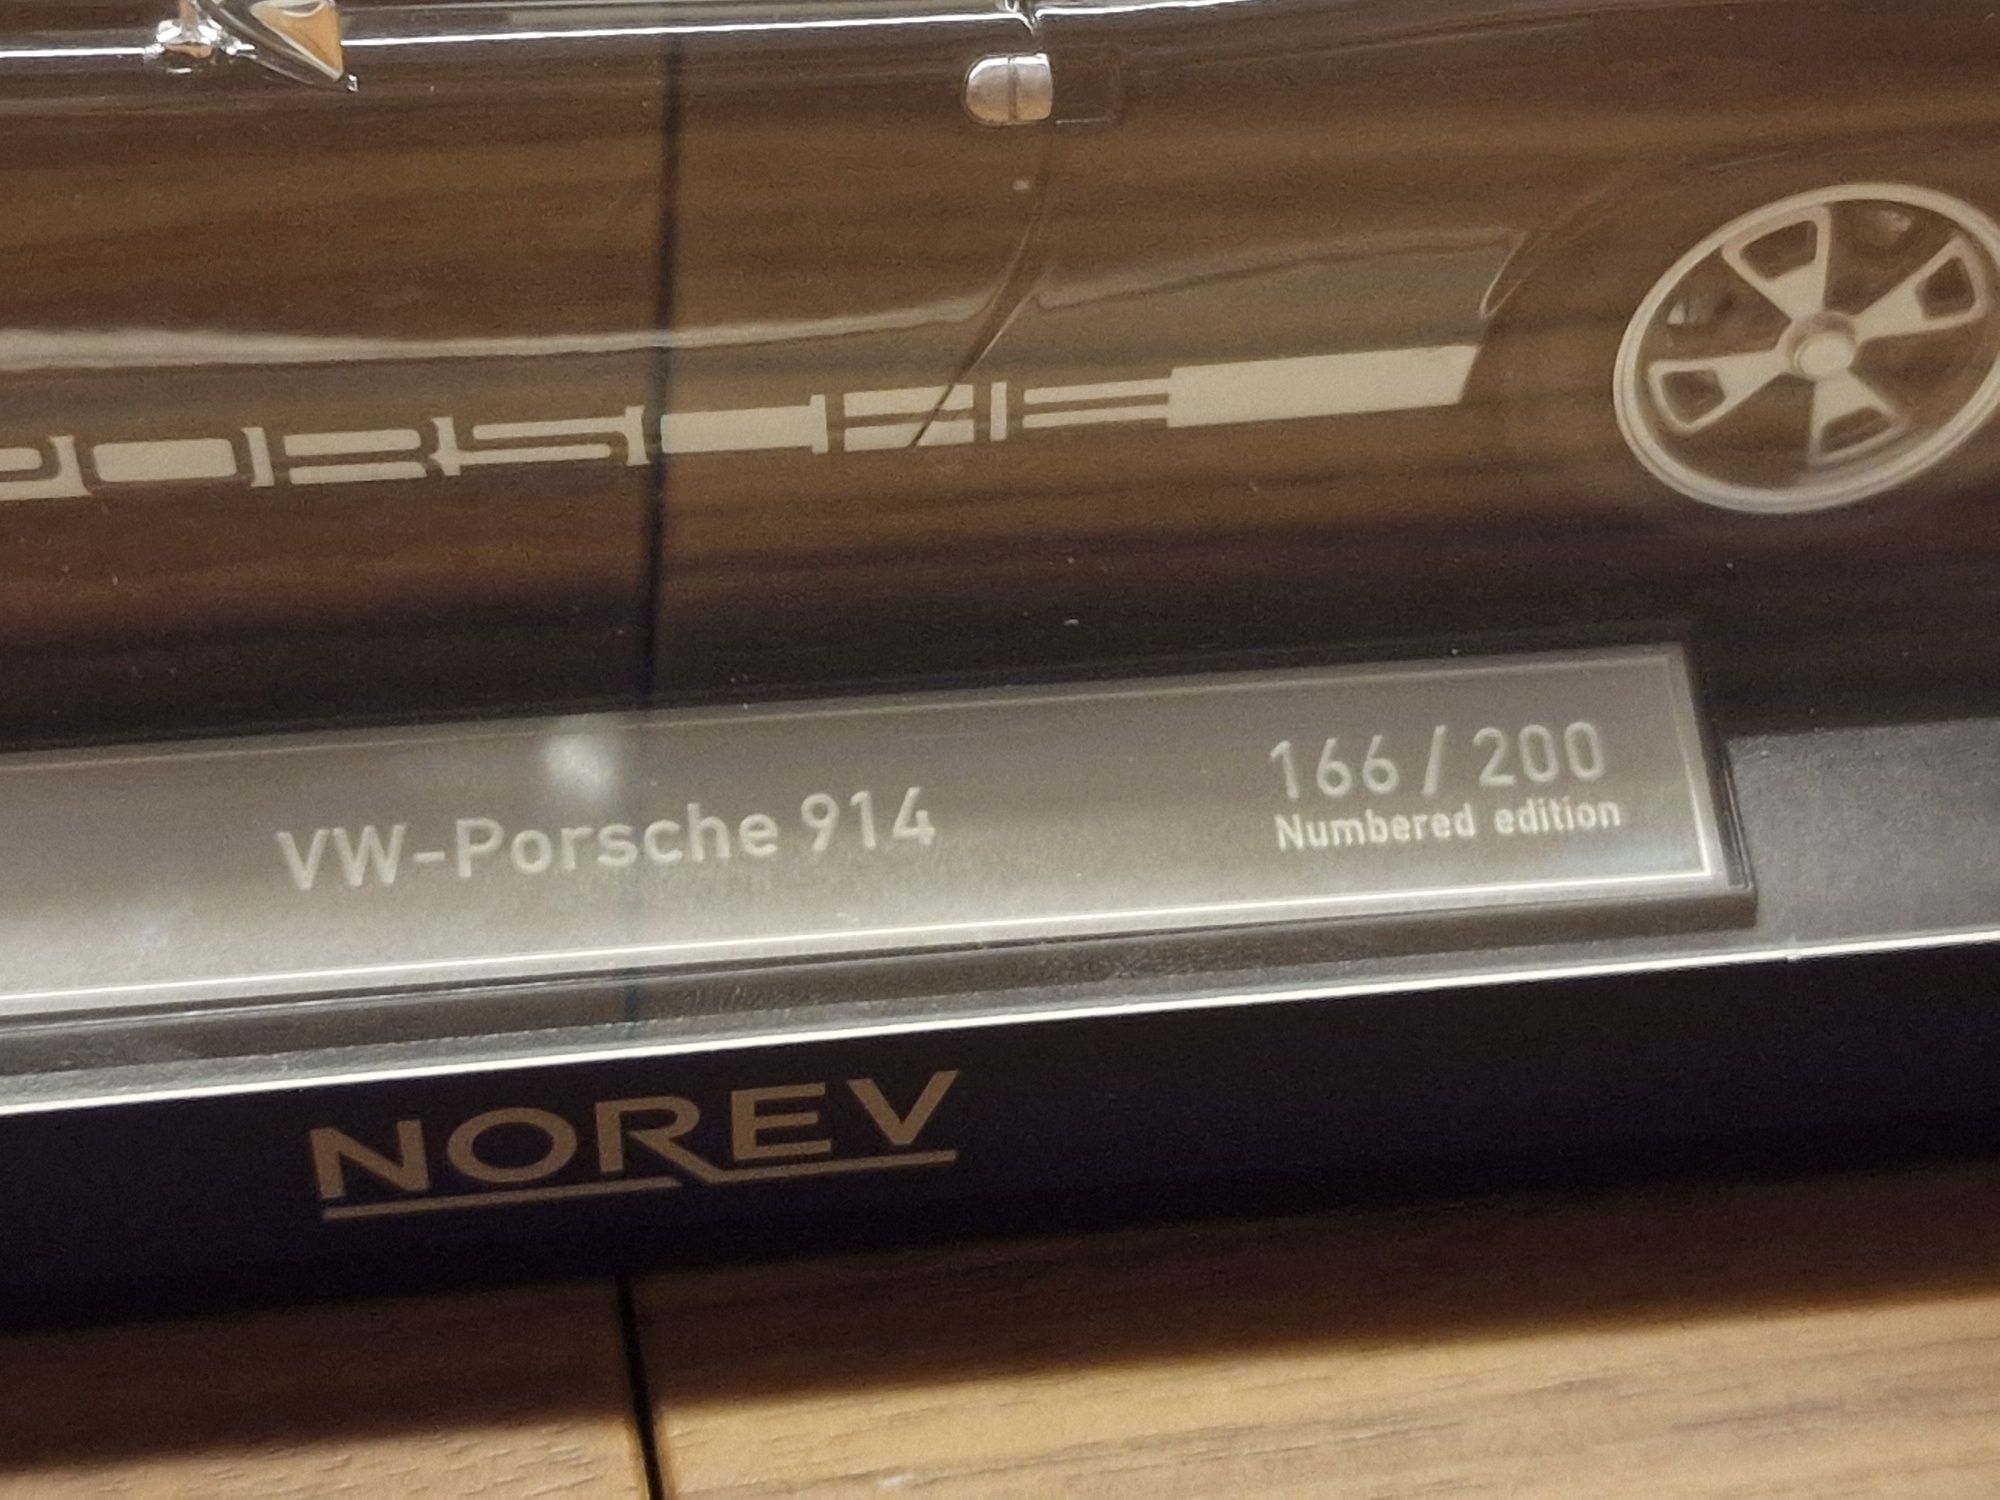 PORSCHE
VW-Porsche 914
166 / 200
Numbered edition
NOREV